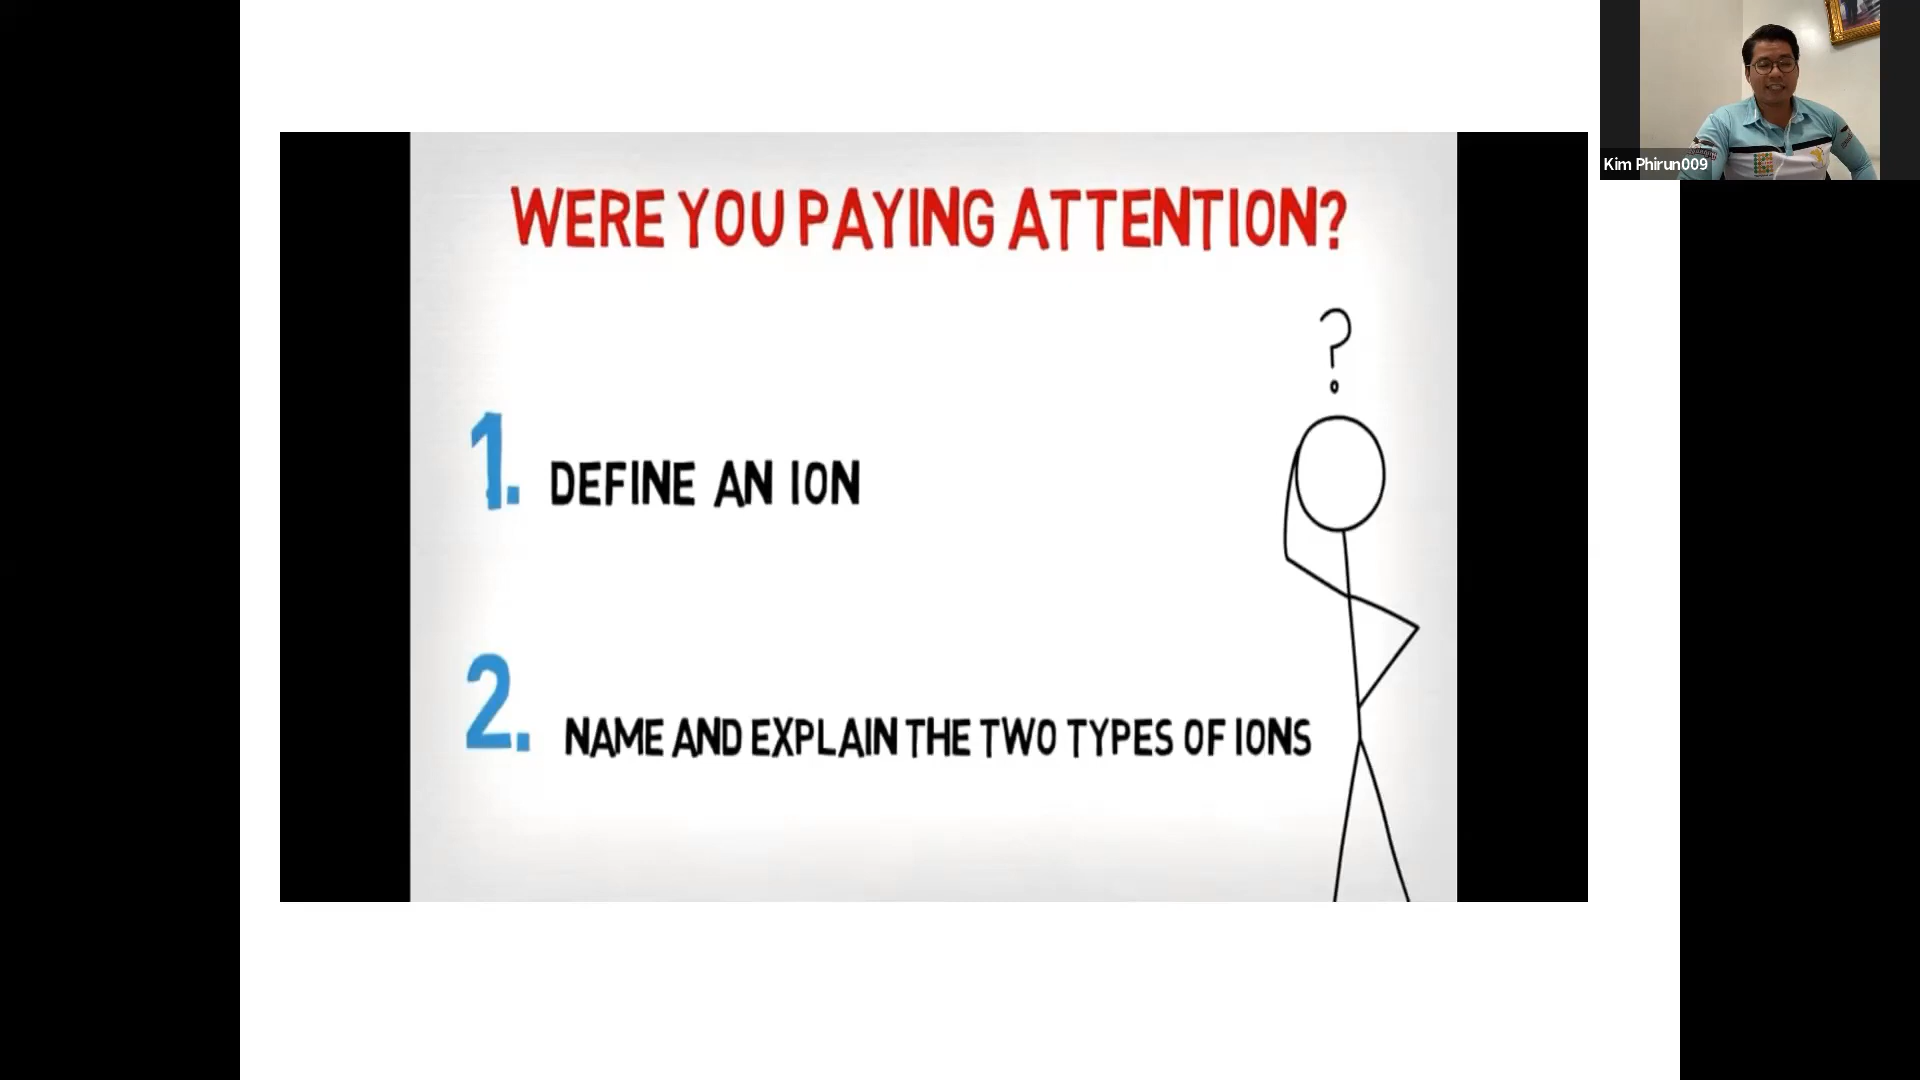 WERE YOU PAYING ATTENTION?
?
1. DEFINE AN ION
2. NAME AND EXPLAIN THE TWO TYPES OF IONS
Kim Phirun009